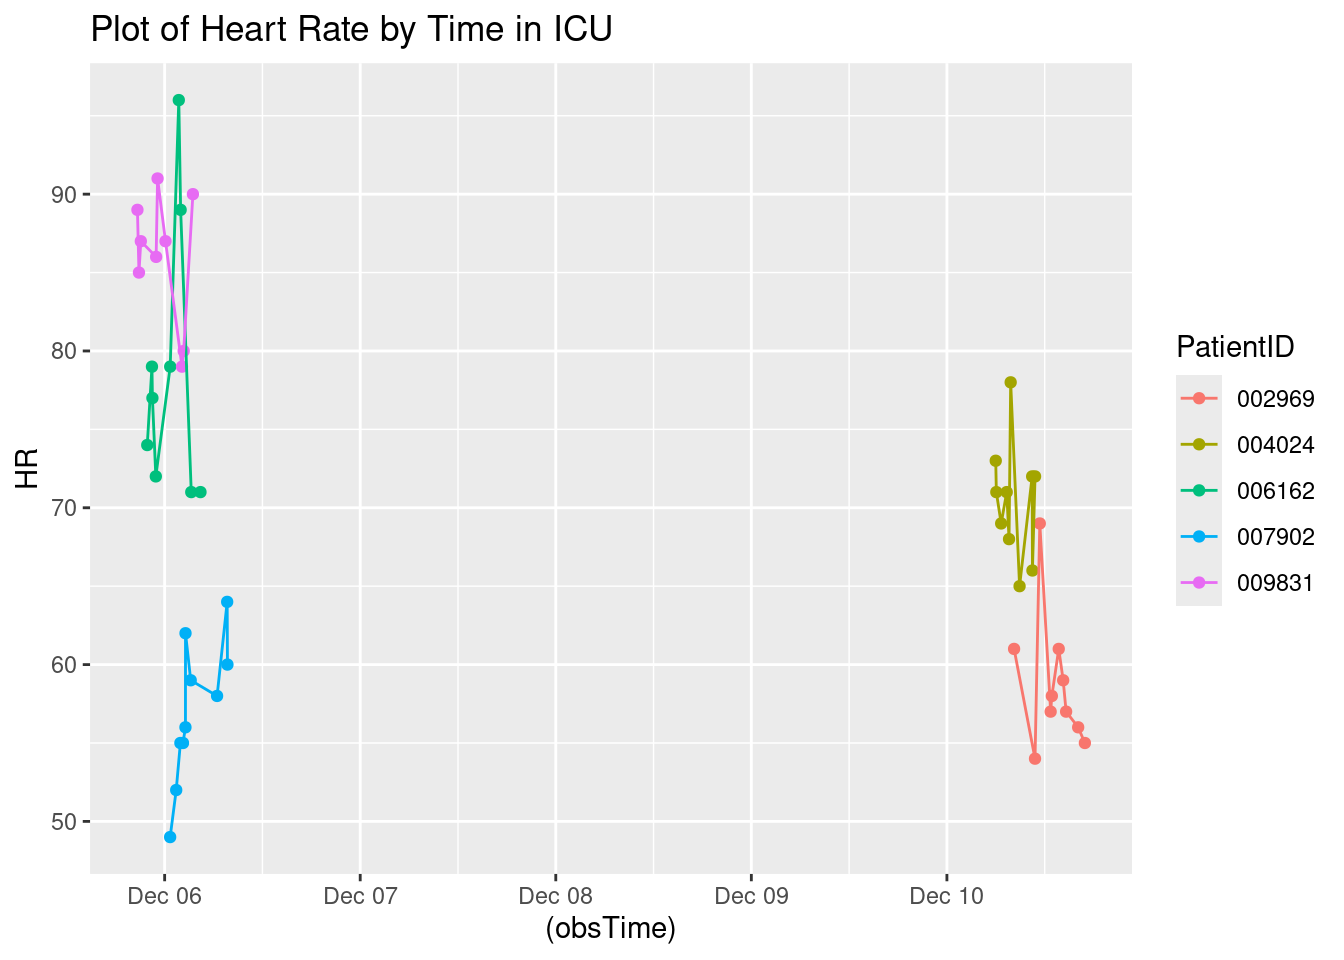 Plot of Heart Rate by Time in ICU
HR
90
80
70
60
50
Dec 06 Dec 07 Dec 08 Dec 09 Dec 10
(obsTime)
PatientID
002969
004024
006162
007902
009831